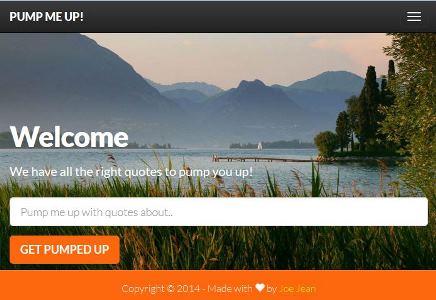 PUMP ME UP!
Welcome
We have all the right quotes to pump you up!
Pump me up with quotes about..
GET PUMPED UP
Copyright © 2014 - Made with ♥ by Joe Jean